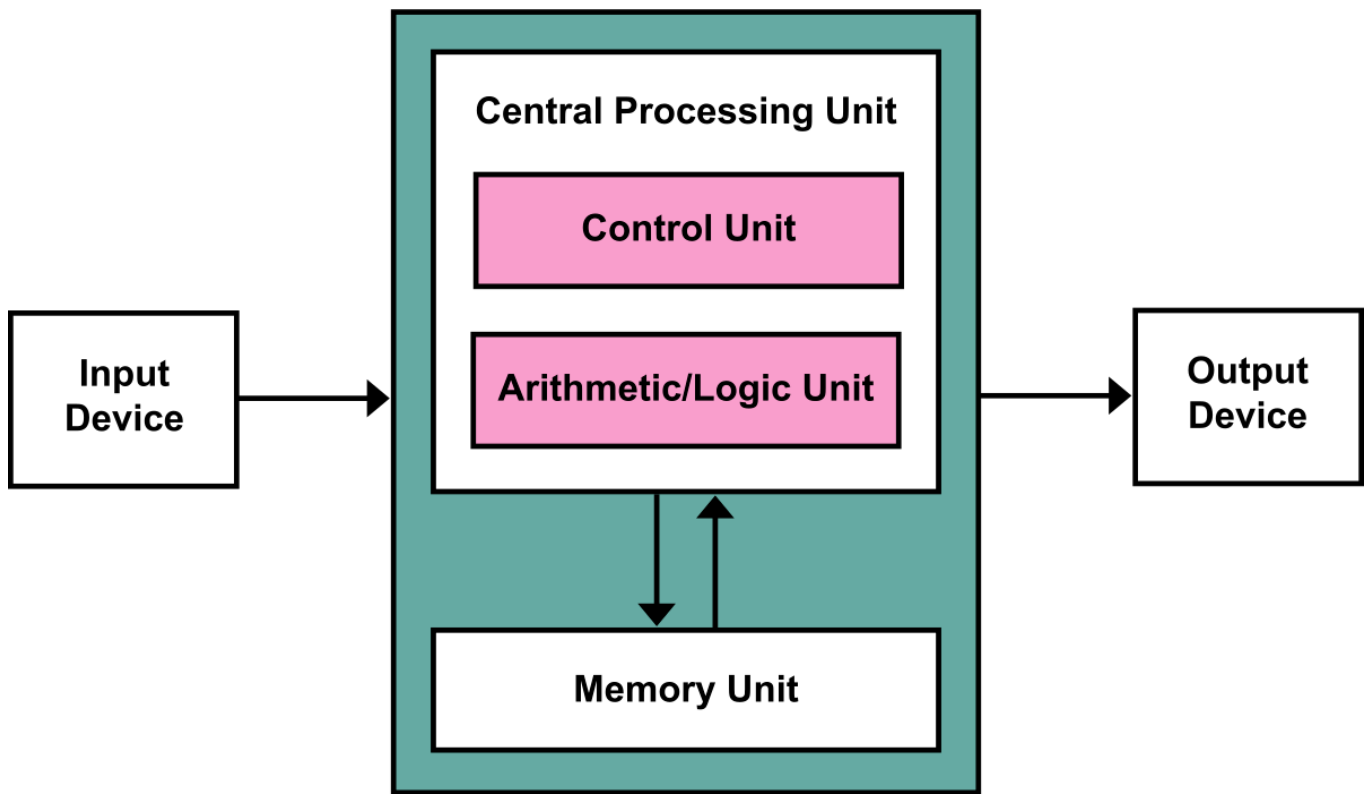 Central Processing Unit
Control Unit
Arithmetic/Logic Unit
Input
Device
Output
Device
Memory Unit